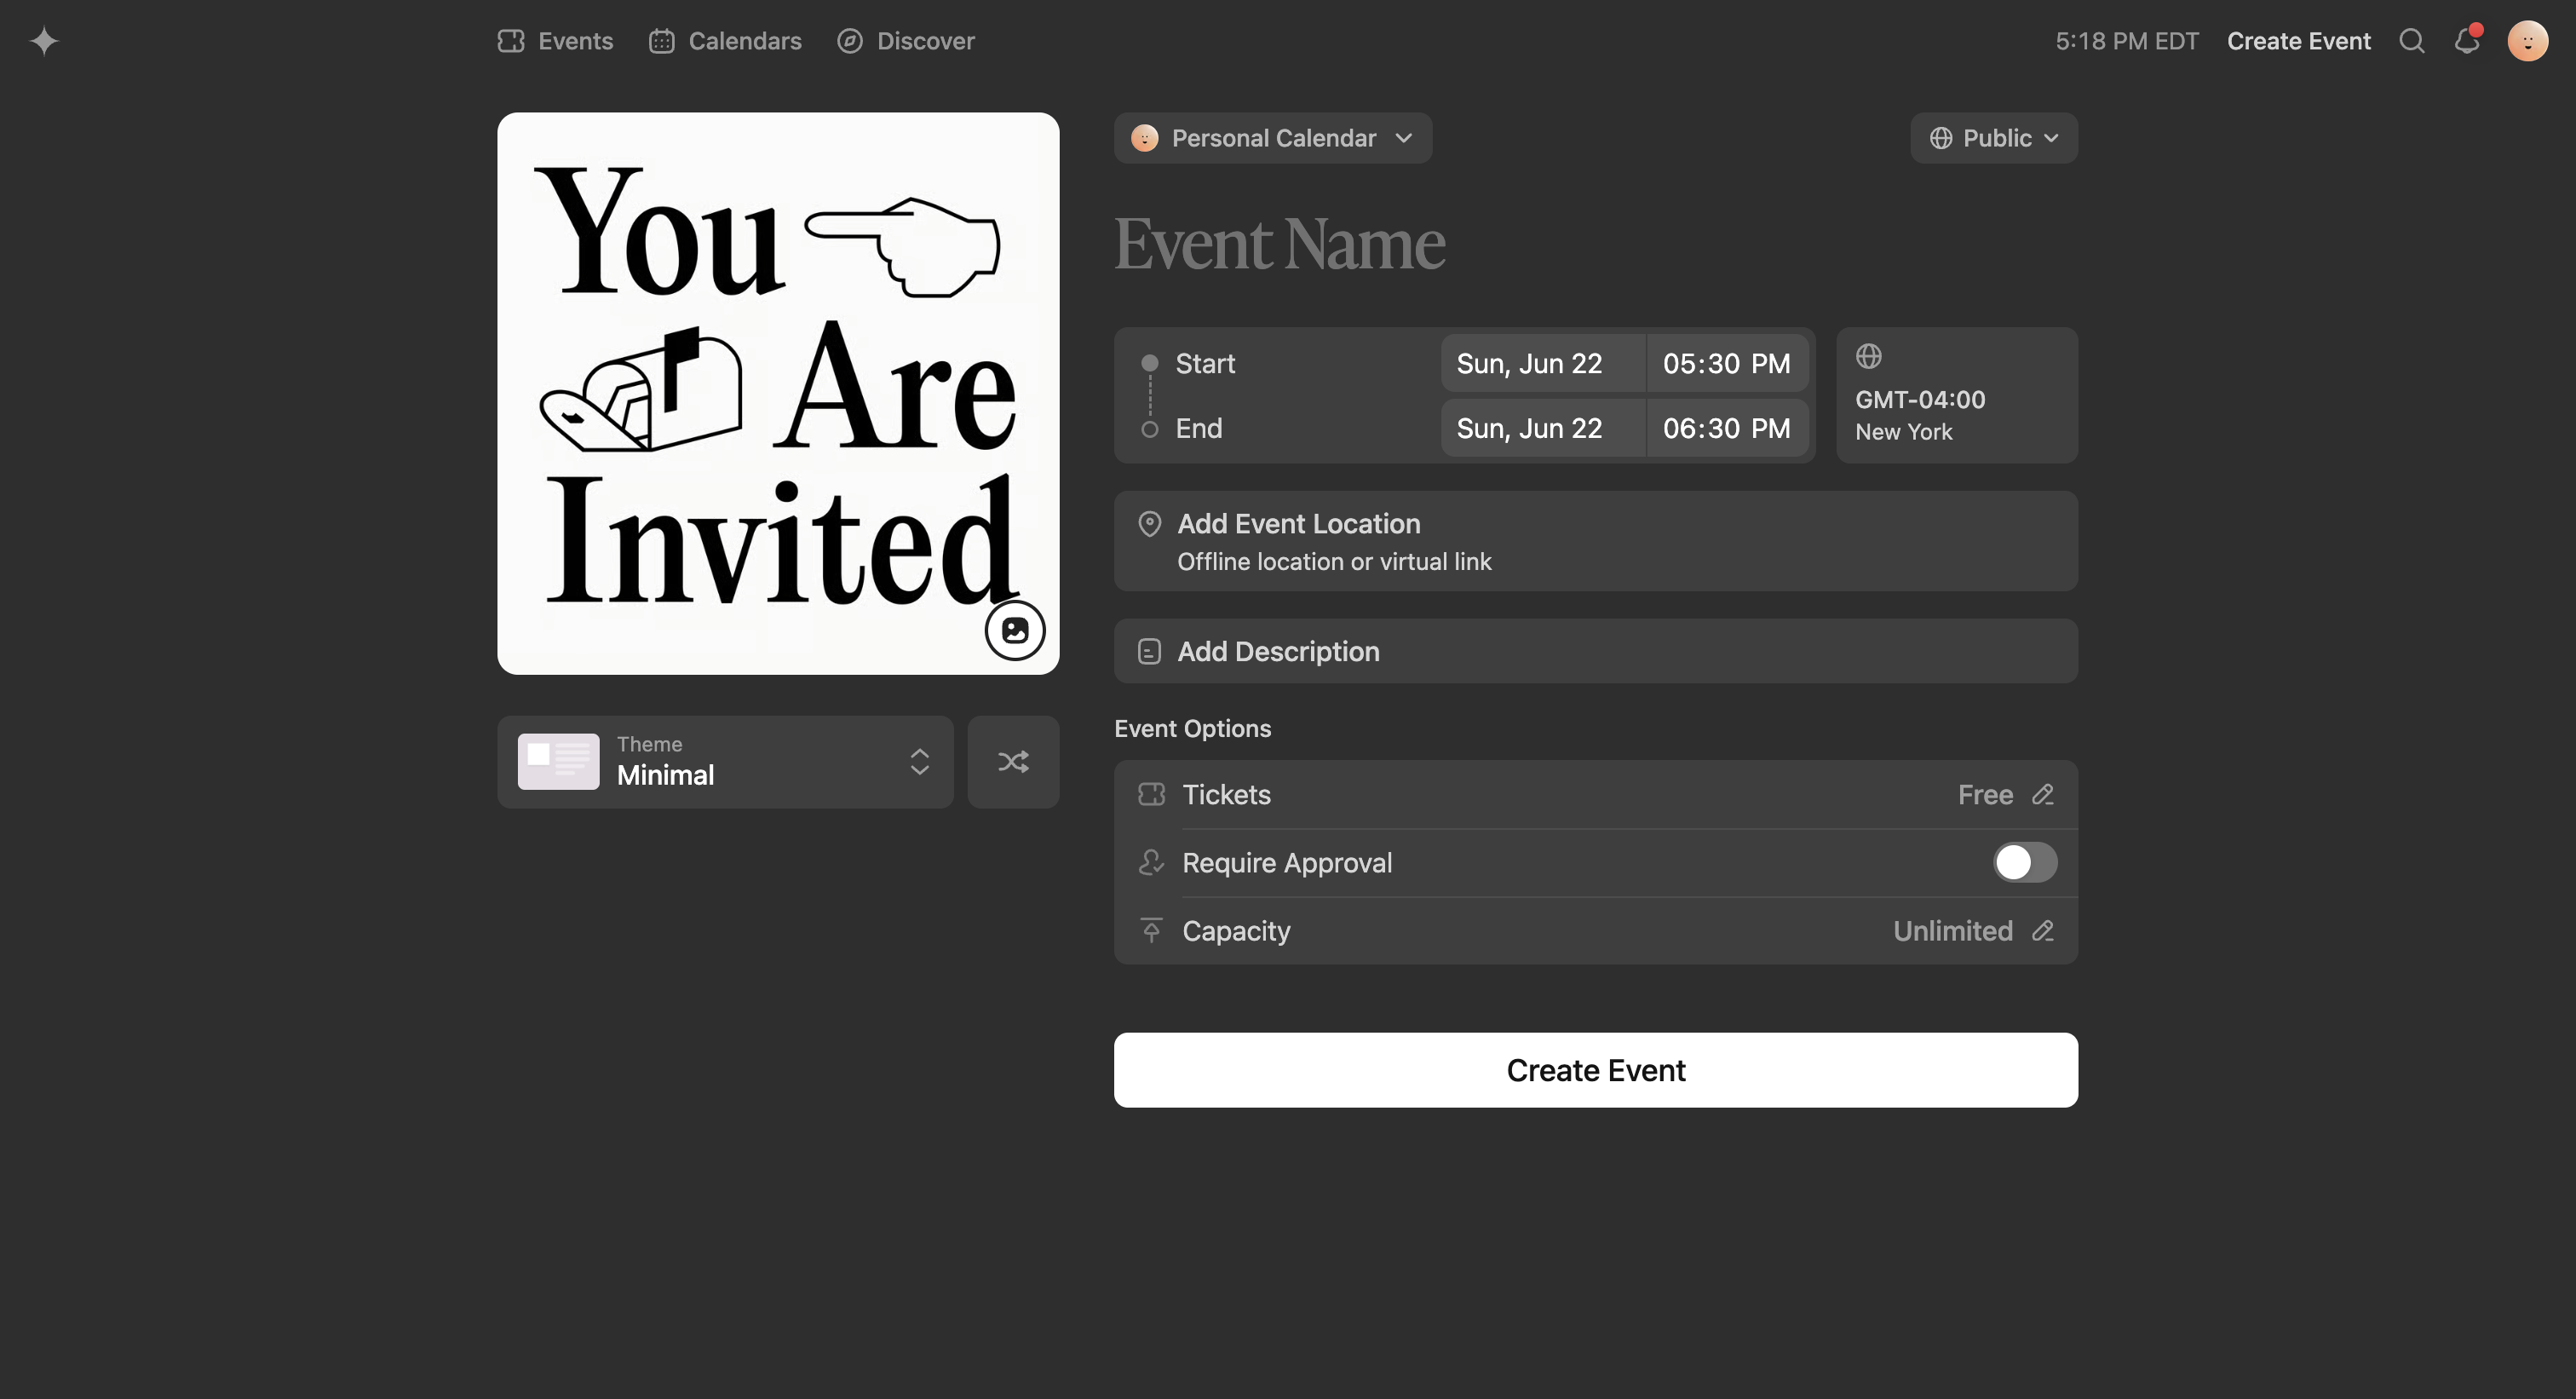 Events
Calendars
Discover
5:18 PM EDT
Create Event
You
Are
Invited
Theme
Minimal
Personal Calendar
Public
Event Name
Start
Sun, Jun 22
05:30 PM
End
Sun, Jun 22
06:30 PM
GMT-04:00
New York
Add Event Location
Offline location or virtual link
Add Description
Event Options
Tickets
Free
Require Approval
Capacity
Unlimited
Create Event